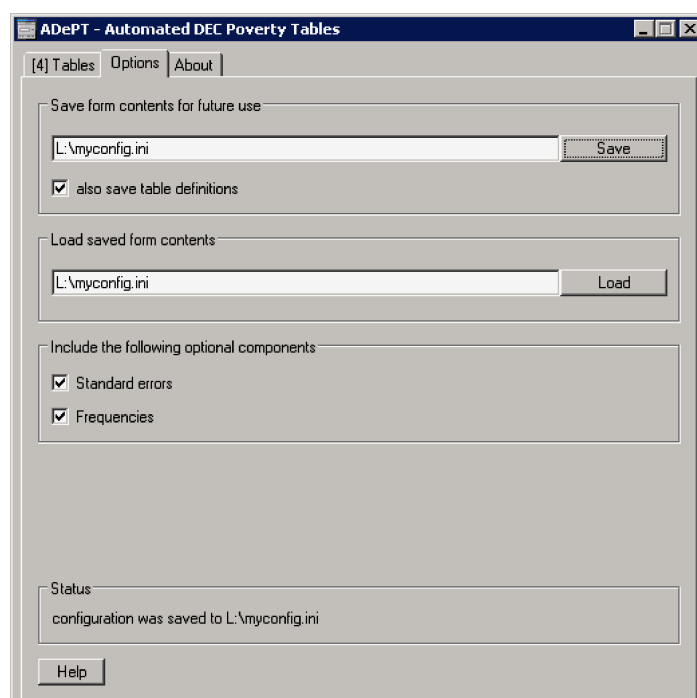 ADePT - Automated DEC Poverty Tables
[4] Tables Options About
Save form contents for future use
L:\myconfig.ini Save
also save table definitions
Load saved form contents
L:\myconfig.ini Load
Include the following optional components
Standard errors
Frequencies
Status
configuration was saved to L:\myconfig.ini
Help